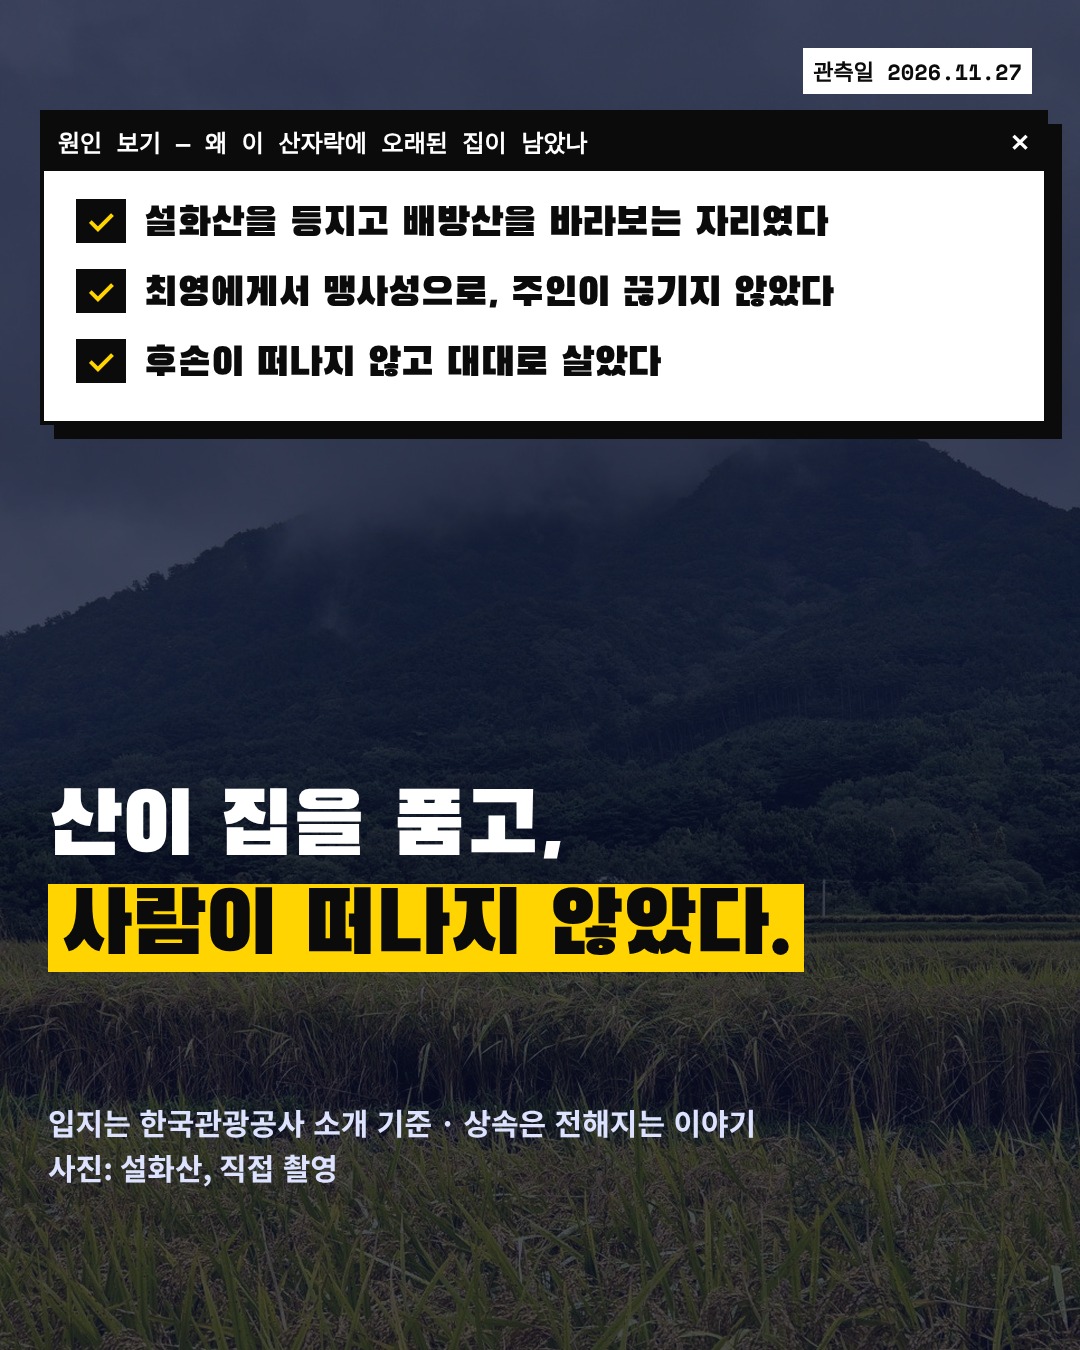 관측일 2026.11.27
원인 보기 — 왜 이 산자락에 오래된 집이 남았나 ×
설화산을 등지고 배방산을 바라보는 자리였다
최영에게서 맹사성으로, 주인이 끊기지 않았다
후손이 떠나지 않고 대대로 살았다
산이 집을 품고,
사람이 떠나지 않았다.
입지는 한국관광공사 소개 기준 · 상속은 전해지는 이야기
사진: 설화산, 직접 촬영